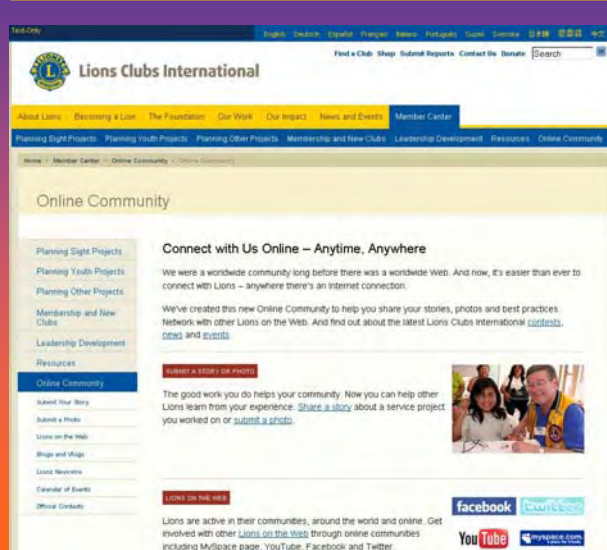 Text-Only
English Deutsch Español Français Italiano Português Suomi Svenska 日本語 한국어 中文
Find a Club Shop Submit Reports Contact Us Donate Search
Lions Clubs International
About Lions Becoming a Lion The Foundation Our Work Our Impact News and Events Member Center
Planning Sight Projects Planning Youth Projects Planning Other Projects Membership and New Clubs Leadership Development Resources Online Community
Home Member Center Online Community Online Community
Online Community
Planning Sight Projects
Planning Youth Projects
Planning Other Projects
Membership and New
Clubs
Leadership Development
Resources
Online Community
Submit Your Story
Submit a Photo
Lions on the Web
Blogs and Vlogs
Lions Newswire
Calendar of Events
Official Contests
Connect with Us Online – Anytime, Anywhere
We were a worldwide community long before there was a worldwide Web. And now, it's easier than ever to
connect with Lions – anywhere there's an Internet connection.
We've created this new Online Community to help you share your stories, photos and best practices.
Network with other Lions on the Web. And find out about the latest Lions Clubs International contests,
news and events.
SUBMIT A STORY OR PHOTO
The good work you do helps your community. Now you can help other
Lions learn from your experience. Share a story about a service project
you worked on or submit a photo.
LIONS ON THE WEB
Lions are active in their communities, around the world and online. Get
involved with other Lions on the Web through online communities
including MySpace page, YouTube, Facebook and Twitter.
facebook twitter
YouTube myspace.com
a place for friends